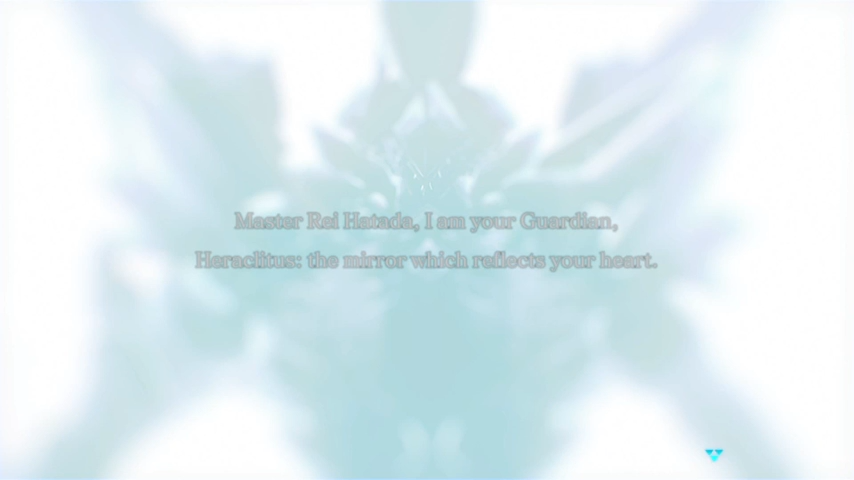 Master Rei Hatada, I am your Guardian,
Heraclitus: the mirror which reflects your heart.